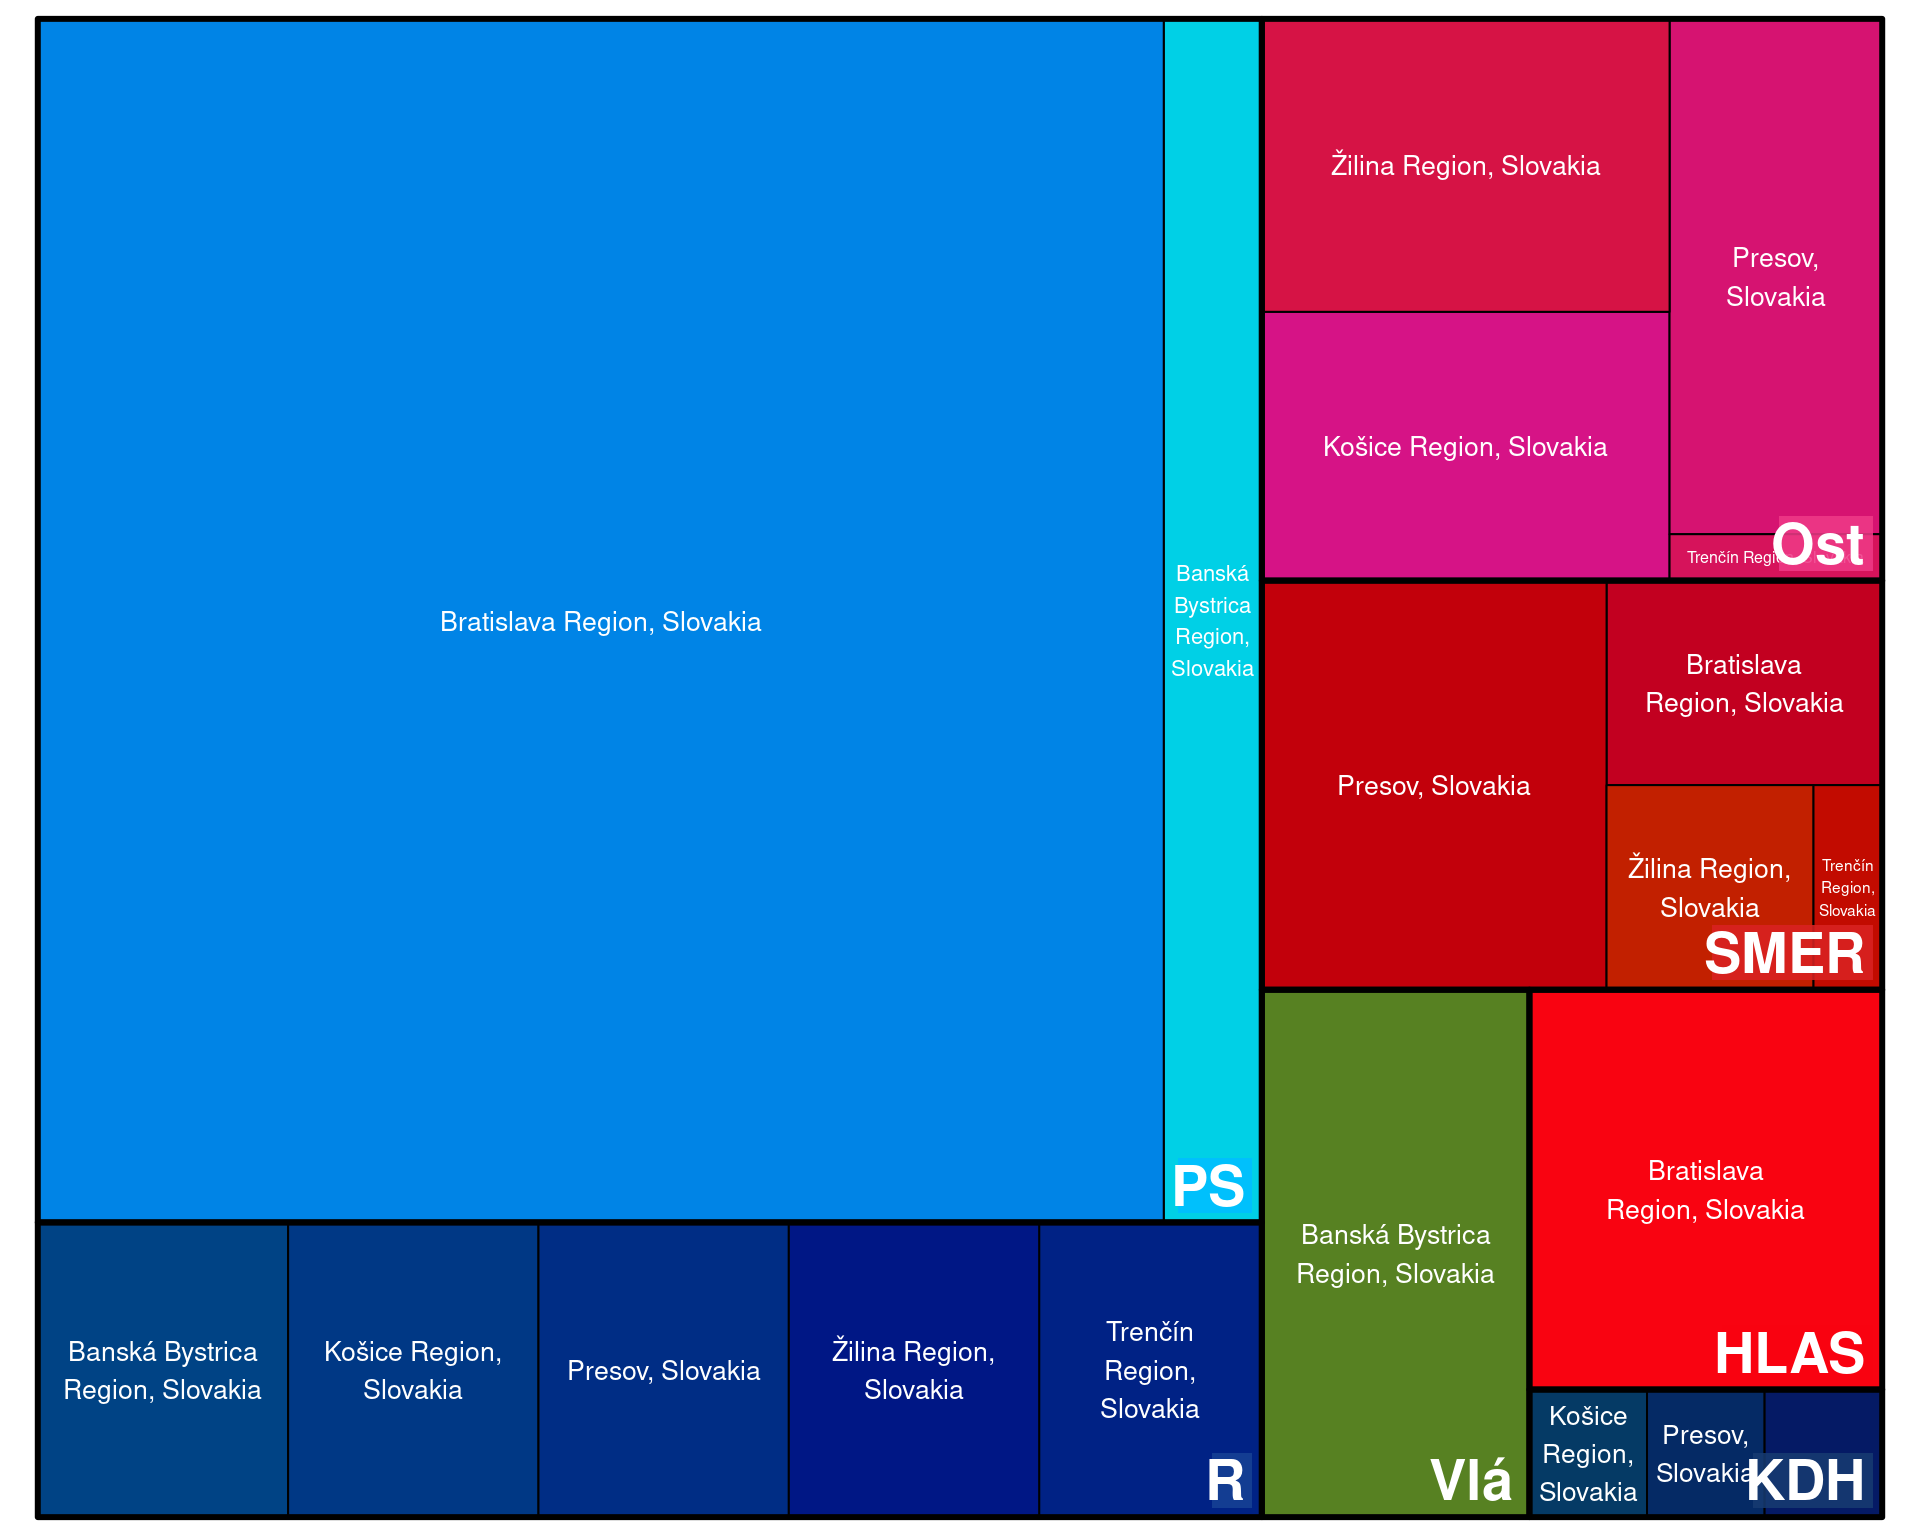 Bratislava Region, Slovakia
Banská
Bystrica
Region,
Slovakia
PS
Banská Bystrica
Region, Slovakia
Košice Region,
Slovakia
Presov, Slovakia
Žilina Region,
Slovakia
Trenčín
Region,
Slovakia
R
Žilina Region, Slovakia
Košice Region, Slovakia
Presov,
Slovakia
Trenčín
Ost
Presov, Slovakia
Bratislava
Region, Slovakia
Žilina Region,
Slovakia
Trenčín
Region,
Slovakia
SMER
Banská Bystrica
Region, Slovakia
Vlá
Bratislava
Region, Slovakia
HLAS
Košice
Region,
Slovakia
Presov,
Slovakia
KDH